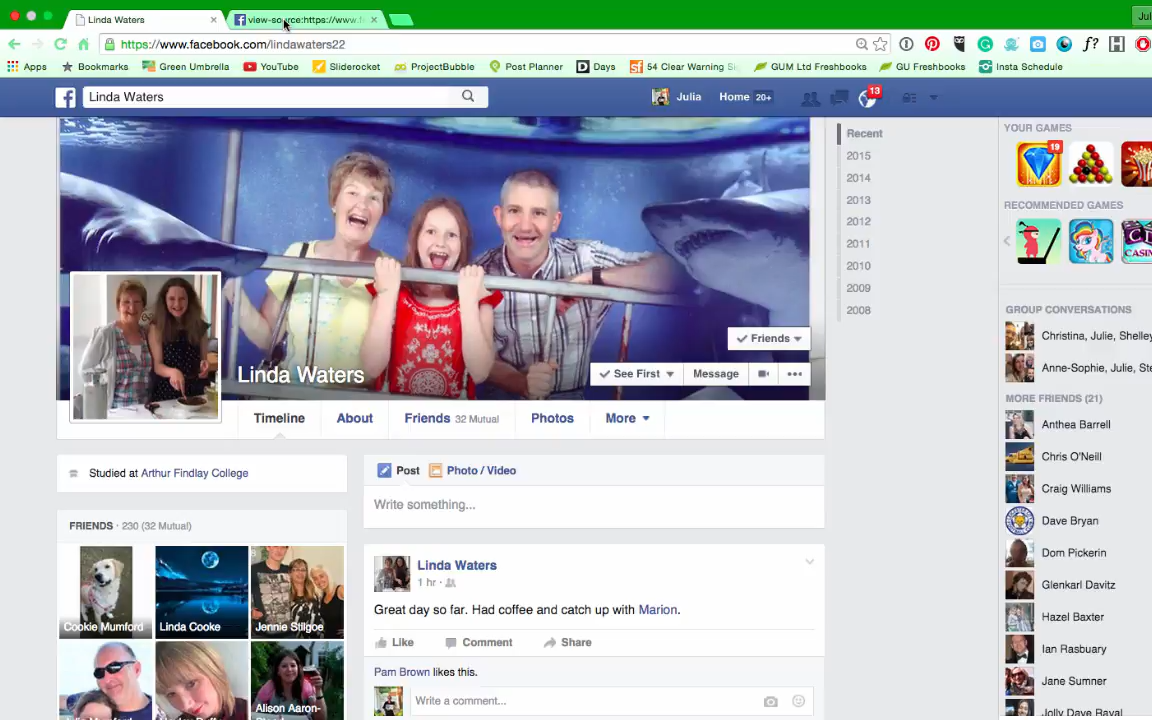 Linda Waters
view-source:https://www.f
Jul
https://www.facebook.com/lindawaters22
f?
Apps
Bookmarks
Green Umbrella
YouTube
Sliderocket
ProjectBubble
Post Planner
Days
54 Clear Warning Si
GUM Ltd Freshbooks
GU Freshbooks
Insta Schedule
Linda Waters
Julia
Home 20+
13
Recent
2015
2014
2013
2012
2011
2010
2009
2008
YOUR GAMES
19
RECOMMENDED GAMES
Linda Waters
Friends
See First
Message
Timeline
About
Friends 32 Mutual
Photos
More
Studied at Arthur Findlay College
FRIENDS · 230 (32 Mutual)
Cookie Mumford
Linda Cooke
Jennie Stilgoe
Alison Aaron-
Post
Photo / Video
Write something...
Linda Waters
1 hr
Great day so far. Had coffee and catch up with Marion.
Like
Comment
Share
Pam Brown likes this.
Write a comment...
GROUP CONVERSATIONS
Christina, Julie, Shelley
Anne-Sophie, Julie, Ste
MORE FRIENDS (21)
Anthea Barrell
Chris O'Neill
Craig Williams
Dave Bryan
Dorn Pickerin
Glenkarl Davitz
Hazel Baxter
Ian Rasbury
Jane Sumner
Jolly Dave Raval